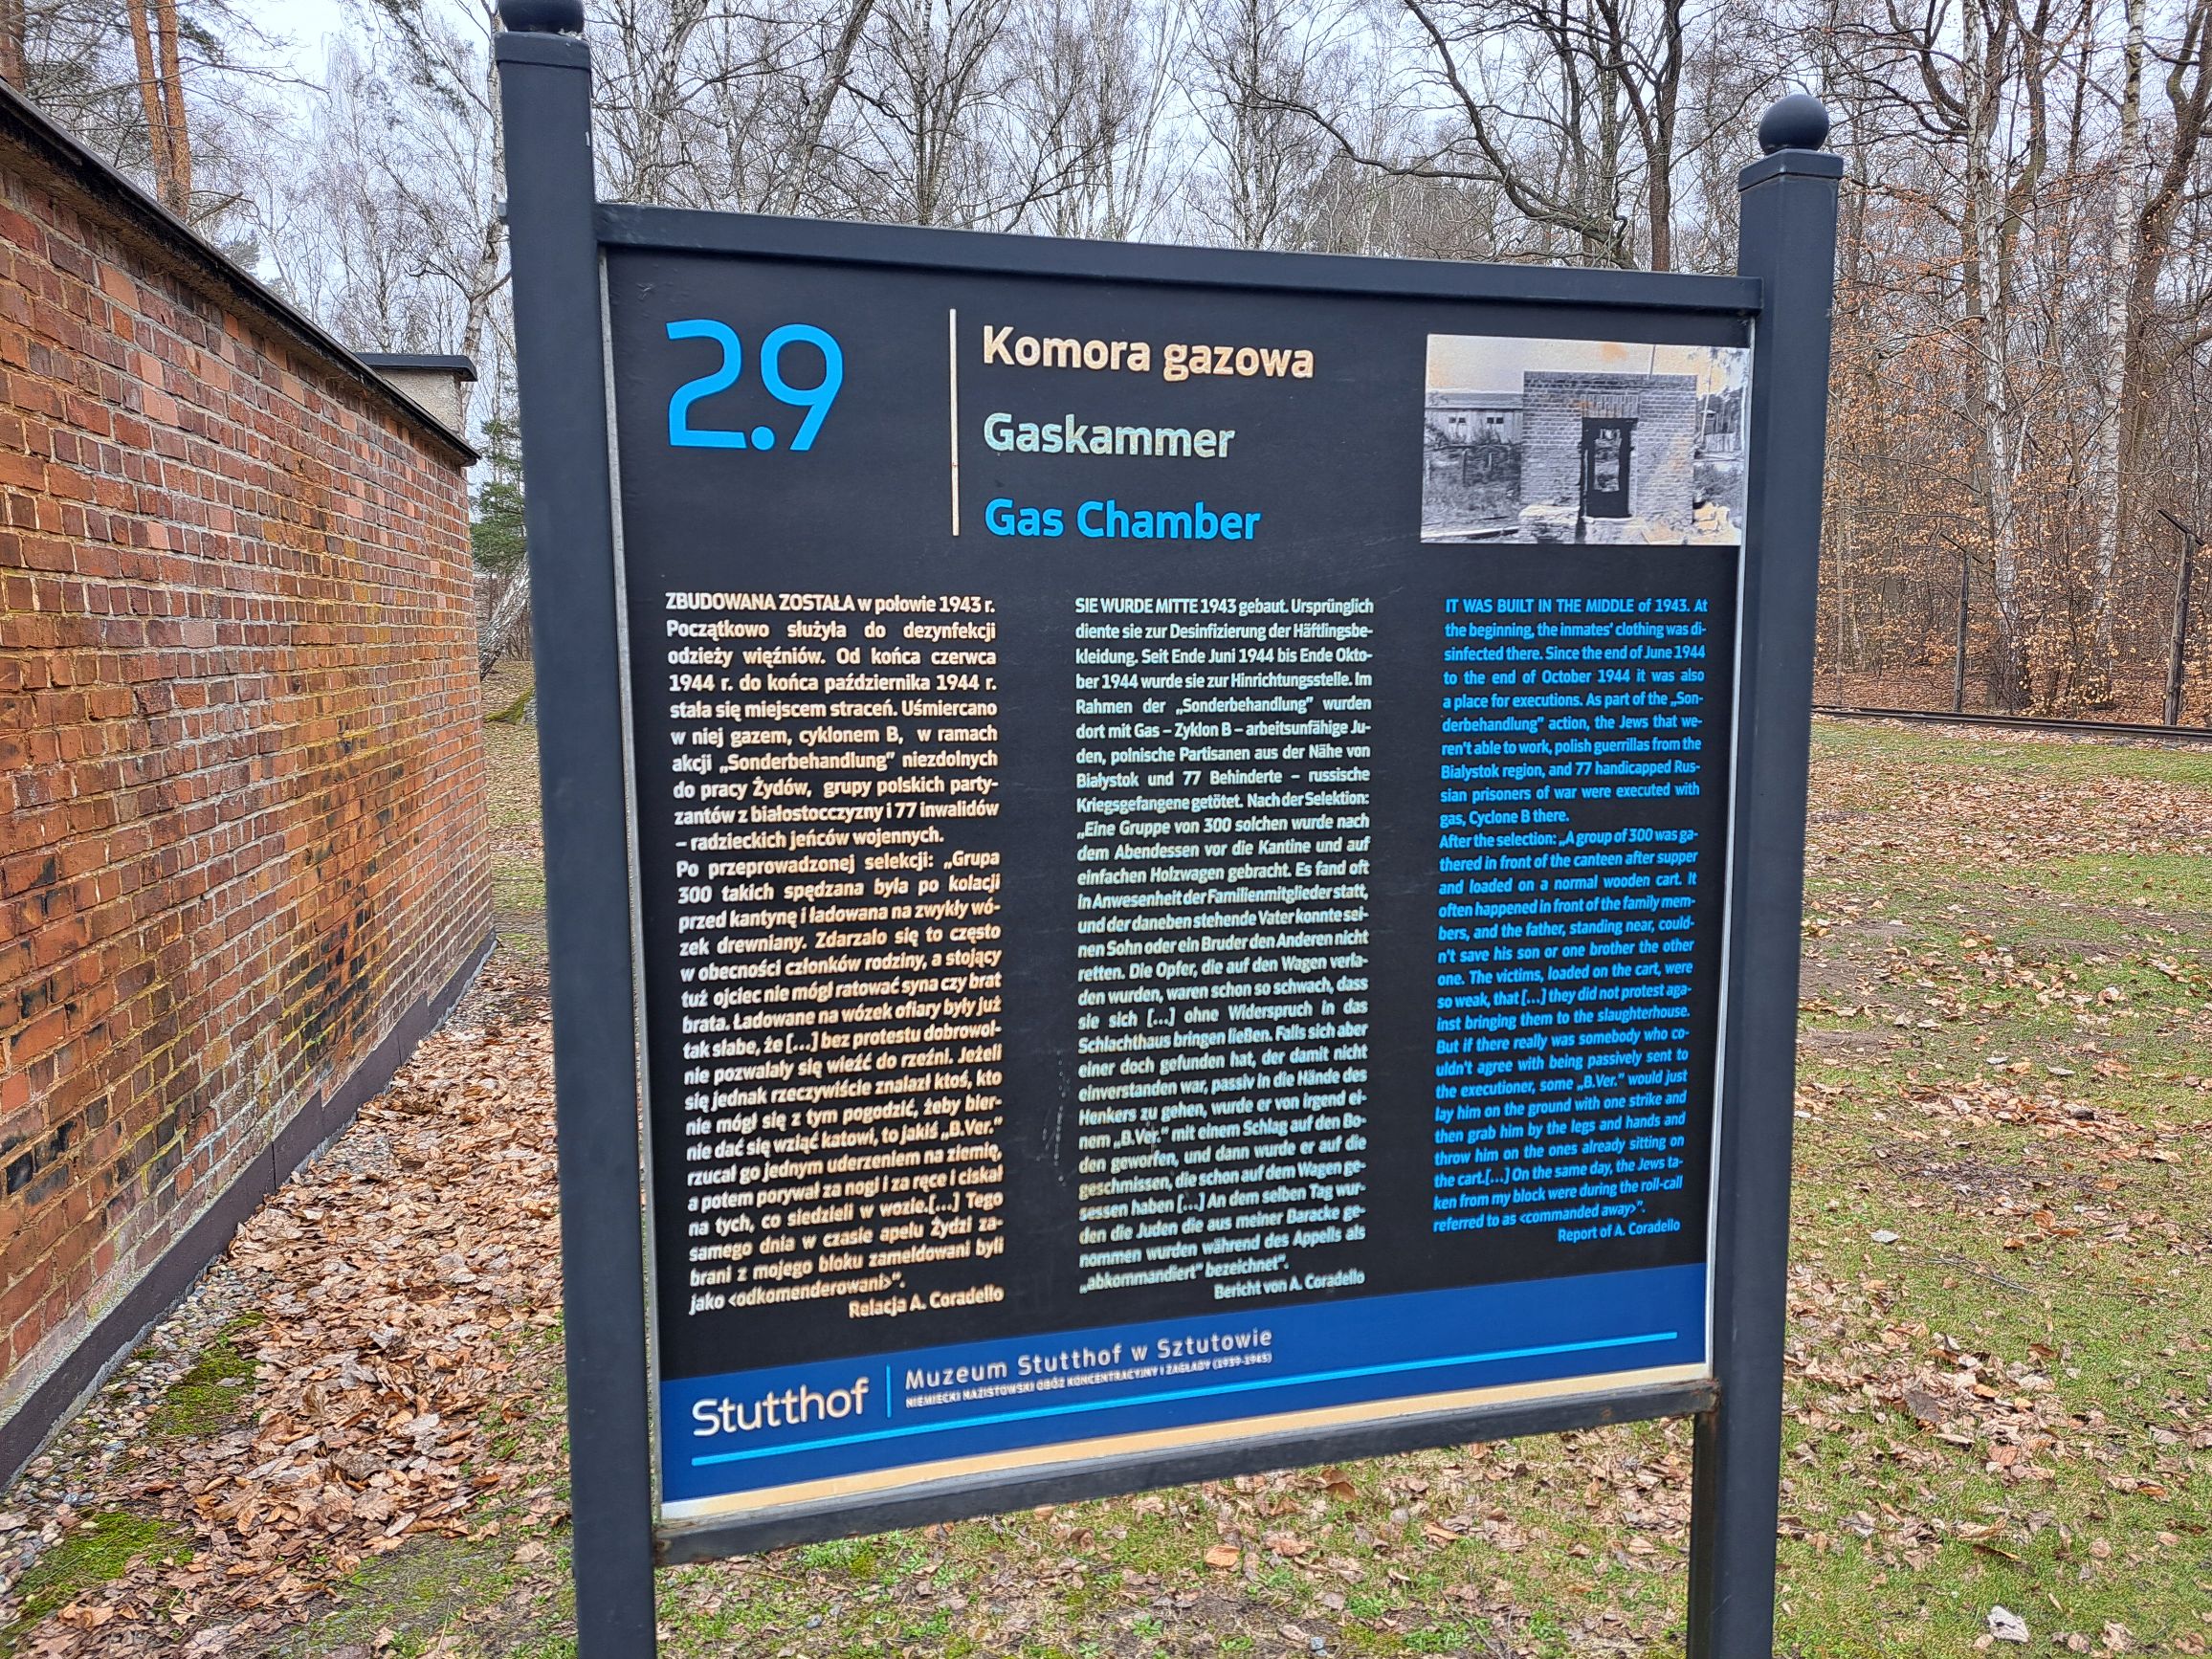 2.9
Komora gazowa
Gaskammer
Gas Chamber
ZBUDOWANA ZOSTAŁA w połowie 1943 r.
Początkowo służyła do dezynfekcji
odzieży więźniów. Od końca czerwca
1944 r. do końca października 1944 r.
stała się miejscem straceń. Uśmiercano
w niej gazem, cyklonem B, w ramach
akcji „Sonderbehandlung” niezdolnych
do pracy Żydów, grupy polskich party-
zantów z białostocczyzny i 77 inwalidów
– radzieckich jeńców wojennych.
Po przeprowadzonej selekcji: „Grupa
300 takich spędzana była po kolacji
przed kantynę i ładowana na zwykły wó-
zek drewniany. Zdarzało się to często
w obecności członków rodziny, a stojący
tuż ojciec nie mógł ratować syna czy brat
brata. Ładowane na wózek ofiary były już
tak słabe, że [...] bez protestu dobrowol-
nie pozwalały się wieźć do rzeźni. Jeżeli
się jednak rzeczywiście znalazł ktoś, kto
nie mógł się z tym pogodzić, żeby bier-
nie dać się wziąć katowi, to jakiś „B.Ver.”
rzucał go jednym uderzeniem na ziemię,
a potem porywał za nogi i za ręce i ciskał
na tych, co siedzieli w wozie.[...] Tego
samego dnia w czasie apelu Żydzi za-
brani z mojego bloku zameldowani byli
jako <odkomenderowani>”.
Relacja A. Coradello
SIE WURDE MITTE 1943 gebaut. Ursprünglich
diente sie zur Desinfizierung der Häftlingsbe-
kleidung. Seit Ende Juni 1944 bis Ende Okto-
ber 1944 wurde sie zur Hinrichtungsstelle. Im
Rahmen der „Sonderbehandlung” wurden
dort mit Gas – Zyklon B – arbeitsunfähige Ju-
den, polnische Partisanen aus der Nähe von
Białystok und 77 Behinderte – russische
Kriegsgefangene getötet. Nach der Selektion:
„Eine Gruppe von 300 solchen wurde nach
dem Abendessen vor die Kantine und auf
einfachen Holzwagen gebracht. Es fand oft
in Anwesenheit der Familienmitglieder statt,
und der daneben stehende Vater konnte sei-
nen Sohn oder ein Bruder den Anderen nicht
retten. Die Opfer, die auf den Wagen verla-
den wurden, waren schon so schwach, dass
sie sich [...] ohne Widerspruch in das
Schlachthaus bringen ließen. Falls sich aber
einer doch gefunden hat, der damit nicht
einverstanden war, passiv in die Hände des
Henkers zu gehen, wurde er von irgend ei-
nem „B.Ver.” mit einem Schlag auf den Bo-
den geworfen, und dann wurde er auf die
geschmissen, die schon auf dem Wagen ge-
sessen haben [...] An dem selben Tag wur-
den die Juden die aus meiner Baracke ge-
nommen wurden während des Appells als
„abkommandiert” bezeichnet”.
Bericht von A. Coradello
IT WAS BUILT IN THE MIDDLE of 1943. At
the beginning, the inmates' clothing was di-
sinfected there. Since the end of June 1944
to the end of October 1944 it was also
a place for executions. As part of the „Son-
derbehandlung” action, the Jews that we-
ren't able to work, polish guerrillas from the
Bialystok region, and 77 handicapped Rus-
sian prisoners of war were executed with
gas, Cyclone B there.
After the selection: „A group of 300 was ga-
thered in front of the canteen after supper
and loaded on a normal wooden cart. It
often happened in front of the family mem-
bers, and the father, standing near, could-
n't save his son or one brother the other
one. The victims, loaded on the cart, were
so weak, that [...] they did not protest aga-
inst bringing them to the slaughterhouse.
But if there really was somebody who co-
uldn't agree with being passively sent to
the executioner, some „B.Ver.” would just
lay him on the ground with one strike and
then grab him by the legs and hands and
throw him on the ones already sitting on
the cart.[...] On the same day, the Jews ta-
ken from my block were during the roll-call
referred to as <commanded away>”.
Report of A. Coradello
Stutthof
Muzeum Stutthof w Sztutowie
NIEMIECKI NAZISTOWSKI OBÓZ KONCENTRACYJNY I ZAGŁADY (1939-1945)